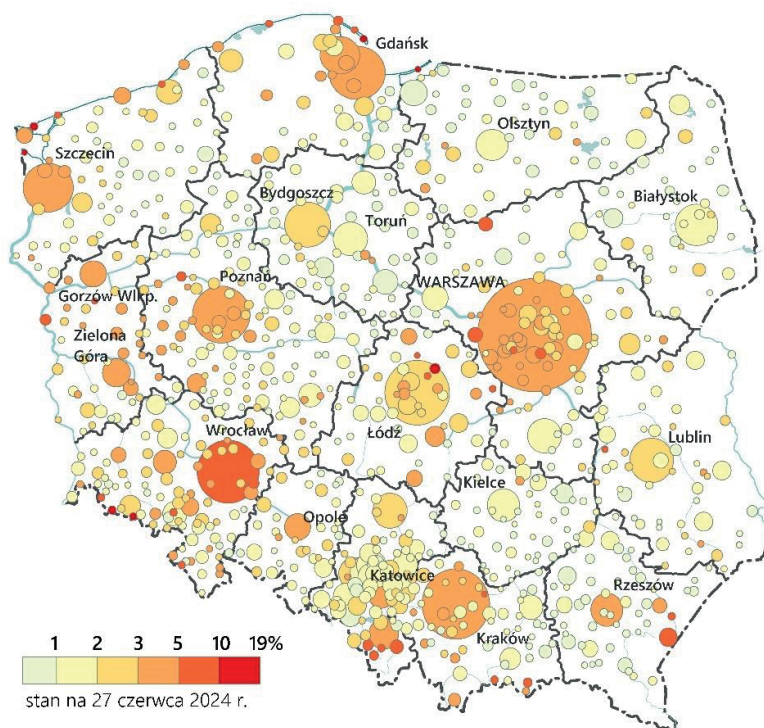 Gdańsk
Olsztyn
Szczecin
Bydgoszcz
Białystok
Toruń
WARSZAWA
Poznań
Gorzów Wlkp.
Zielona
Góra
Wrocław
Łódź
Lublin
Kielce
Opole
Katowice
Rzeszów
Kraków
1 2 3 5 10 19%
stan na 27 czerwca 2024 r.